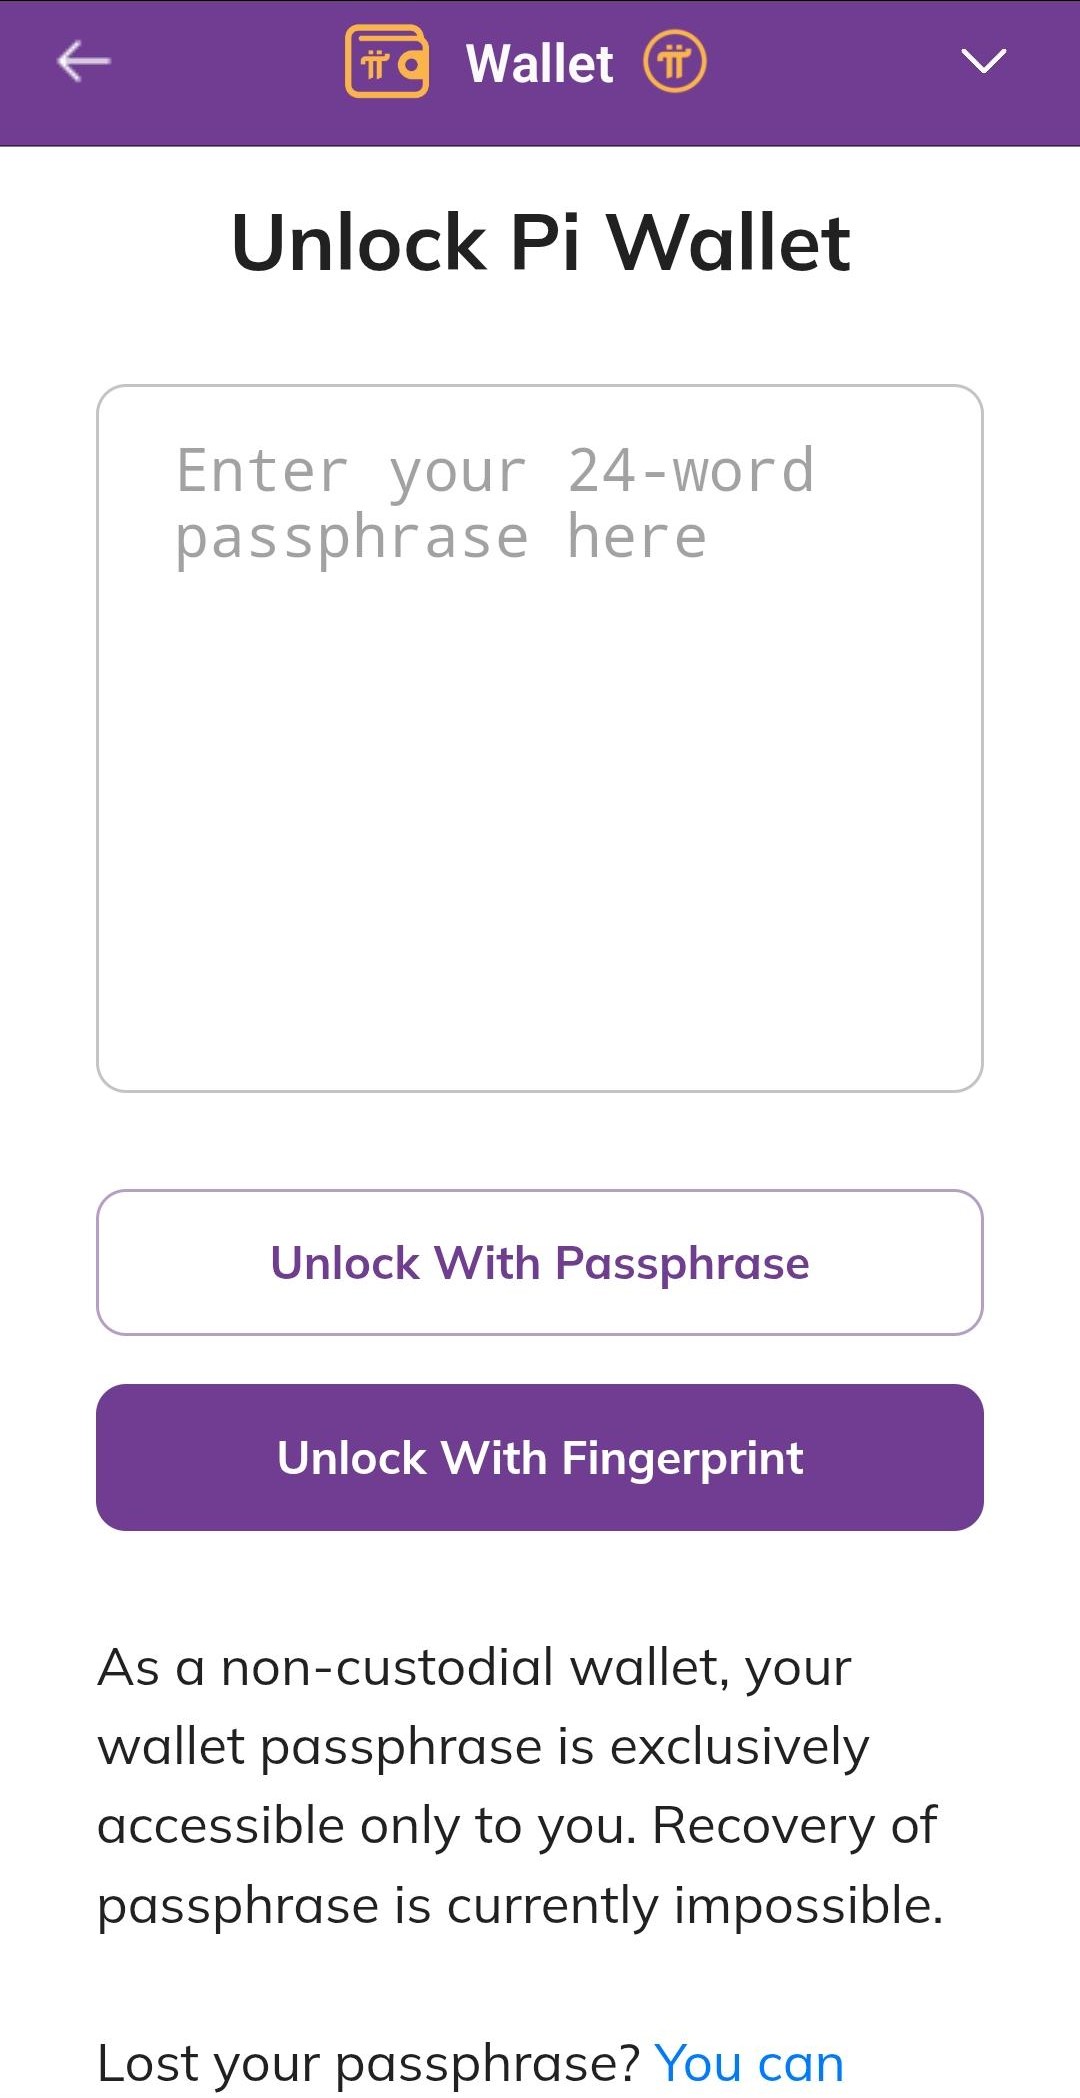 Wallet
Unlock Pi Wallet
Enter your 24-word
passphrase here
Unlock With Passphrase
Unlock With Fingerprint
As a non-custodial wallet, your
wallet passphrase is exclusively
accessible only to you. Recovery of
passphrase is currently impossible.
Lost your passphrase? You can